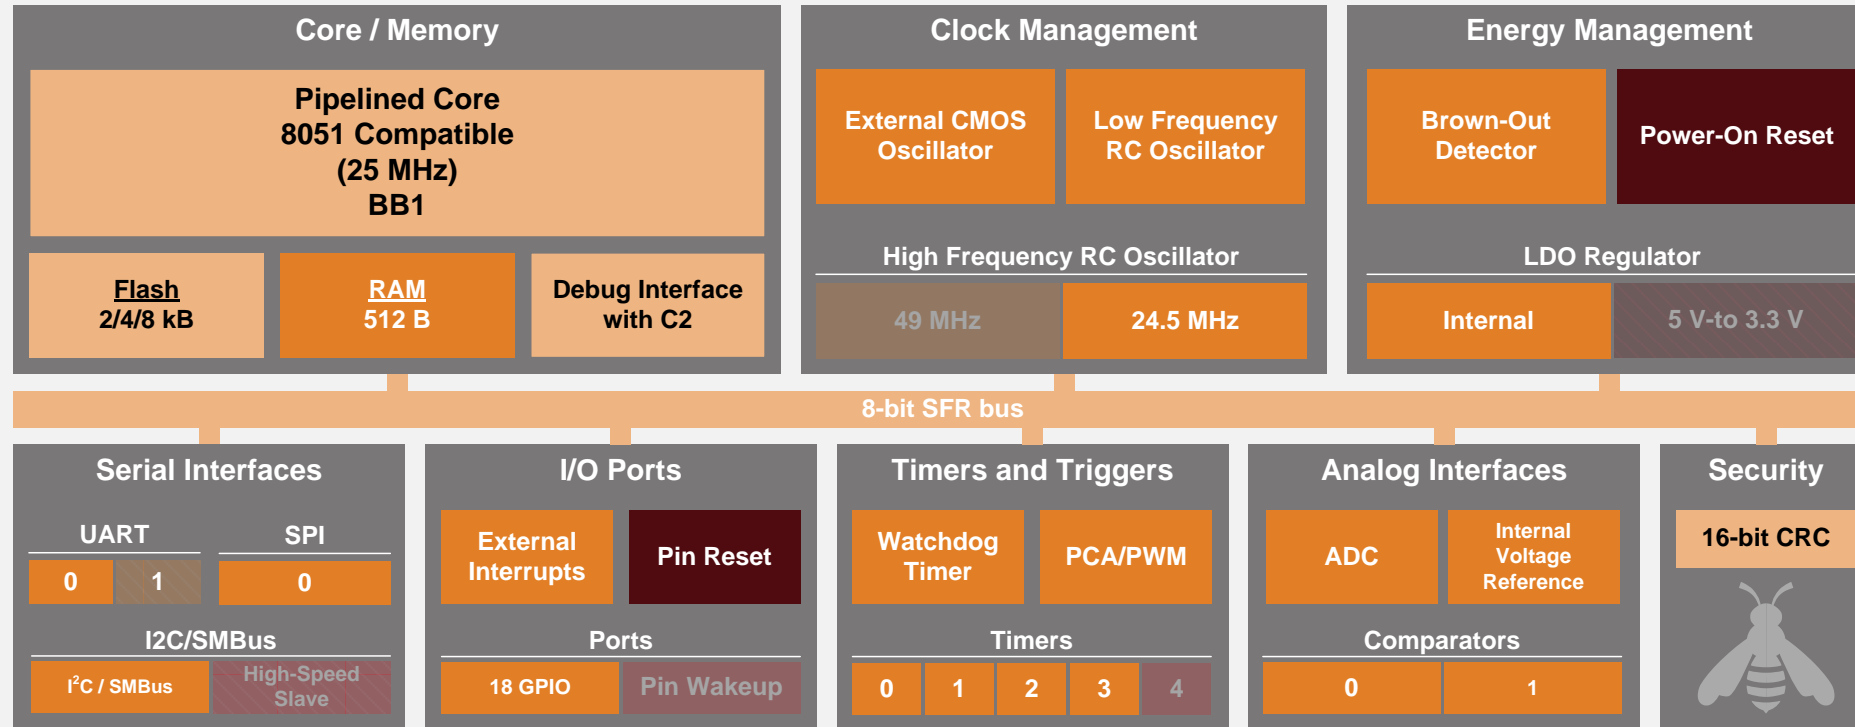 Core / Memory
Pipelined Core
8051 Compatible
(25 MHz)
BB1
Flash
2/4/8 kB
RAM
512 B
Debug Interface
with C2
Clock Management
External CMOS
Oscillator
Low Frequency
RC Oscillator
High Frequency RC Oscillator
49 MHz
24.5 MHz
Energy Management
Brown-Out
Detector
Power-On Reset
LDO Regulator
Internal
5 V-to 3.3 V
8-bit SFR bus
Serial Interfaces
UART
0
1
SPI
0
I2C/SMBus
I²C / SMBus
High-Speed
Slave
I/O Ports
External
Interrupts
Pin Reset
Ports
18 GPIO
Pin Wakeup
Timers and Triggers
Watchdog
Timer
PCA/PWM
Timers
0
1
2
3
4
Analog Interfaces
ADC
Internal
Voltage
Reference
Comparators
0
1
Security
16-bit CRC